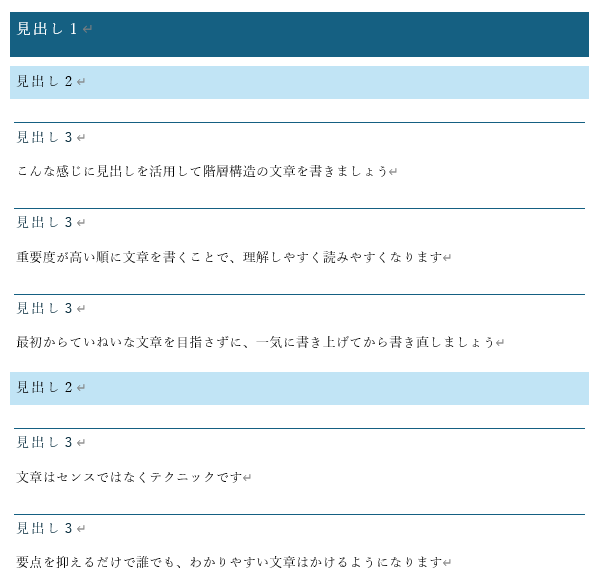 見出し 1
見出し 2
見出し 3
こんな感じに見出しを活用して階層構造の文章を書きましょう
見出し 3
重要度が高い順に文章を書くことで、理解しやすく読みやすくなります
見出し 3
最初からていねいな文章を目指さずに、一気に書き上げてから書き直しましょう
見出し 2
見出し 3
文章はセンスではなくテクニックです
見出し 3
要点を抑えるだけで誰でも、わかりやすい文章はかけるようになります